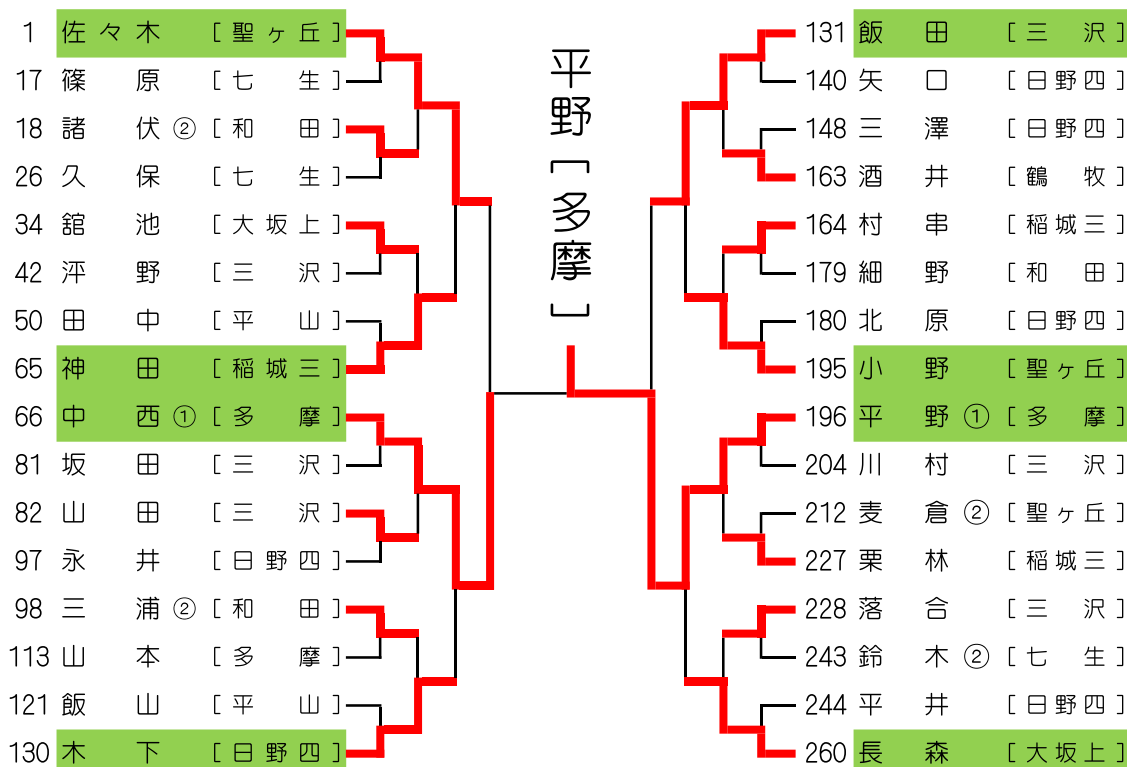 1 佐々木 [聖ヶ丘]
17 篠原 [七生]
18 諸伏② [和田]
26 久保 [七生]
34 舘池 [大坂上]
42 泙野 [三沢]
50 田中 [平山]
65 神田 [稲城三]
66 中西① [多摩]
81 坂田 [三沢]
82 山田 [三沢]
97 永井 [日野四]
98 三浦② [和田]
113 山本 [多摩]
121 飯山 [平山]
130 木下 [日野四]
平野[多摩]
131 飯田 [三沢]
140 矢口 [日野四]
148 三澤 [日野四]
163 酒井 [鶴牧]
164 村串 [稲城三]
179 細野 [和田]
180 北原 [日野四]
195 小野 [聖ヶ丘]
196 平野① [多摩]
204 川村 [三沢]
212 麦倉② [聖ヶ丘]
227 栗林 [稲城三]
228 落合 [三沢]
243 鈴木② [七生]
244 平井 [日野四]
260 長森 [大坂上]